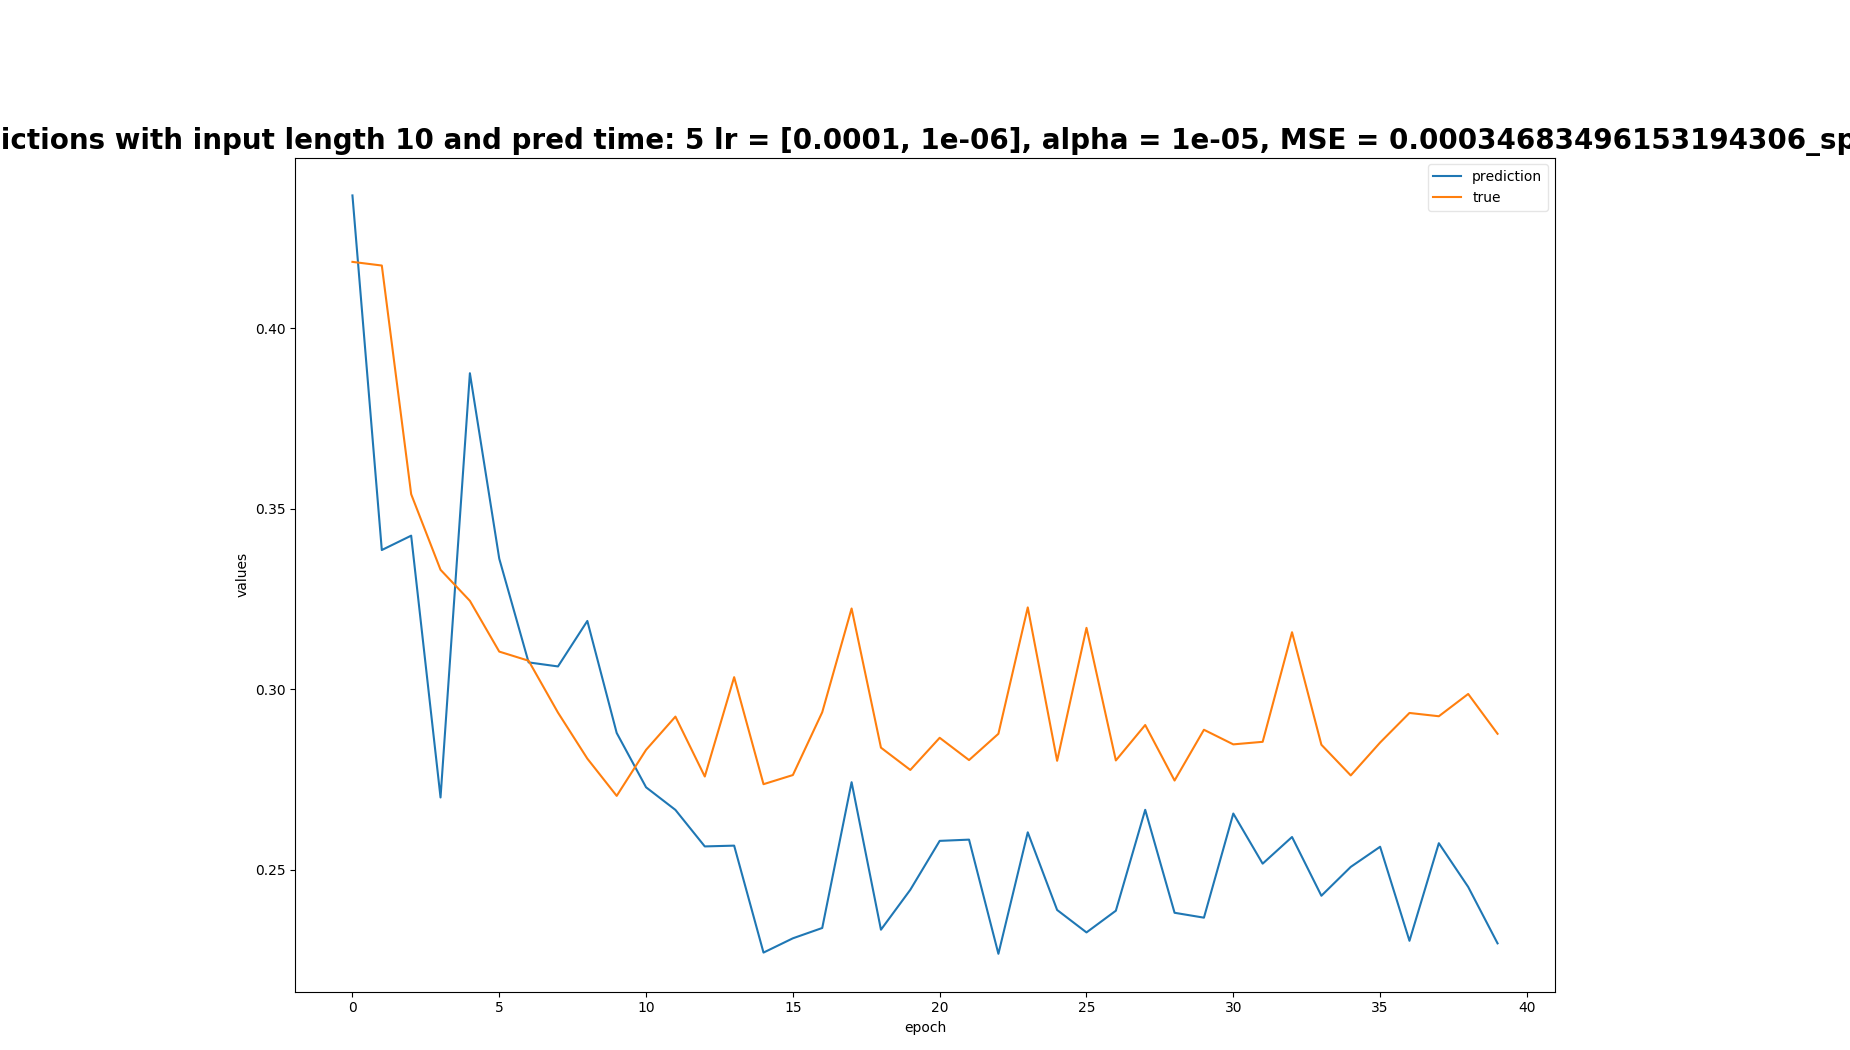 ictions with input length 10 and pred time: 5 lr = [0.0001, 1e-06], alpha = 1e-05, MSE = 0.00034683496153194306_sp
prediction
true
0.40
0.35
0.30
0.25
values
0
5
10
15
20
25
30
35
40
epoch